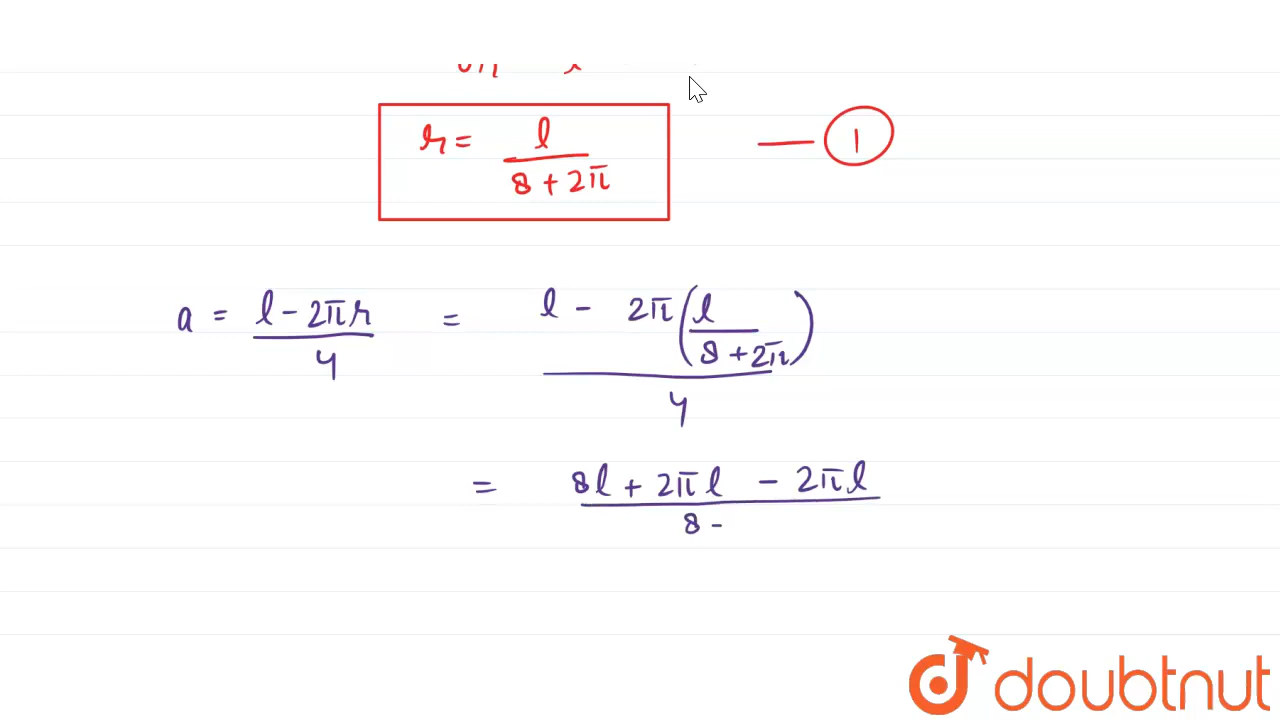 r = l / (8 + 2π) — 1
a = (l - 2πr) / 4 = (l - 2π(l / (8 + 2π))) / 4
= (8l + 2πl - 2πl) / 8 -
doubtnut